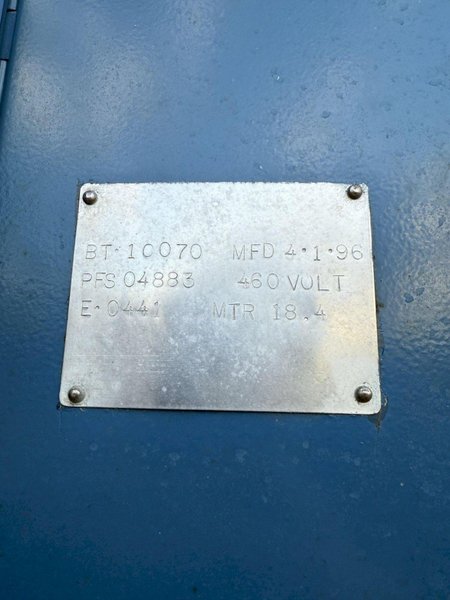 BT·10070 MFD 4·1·96
PFS 04883 460 VOLT
E·0441 MTR 18.4